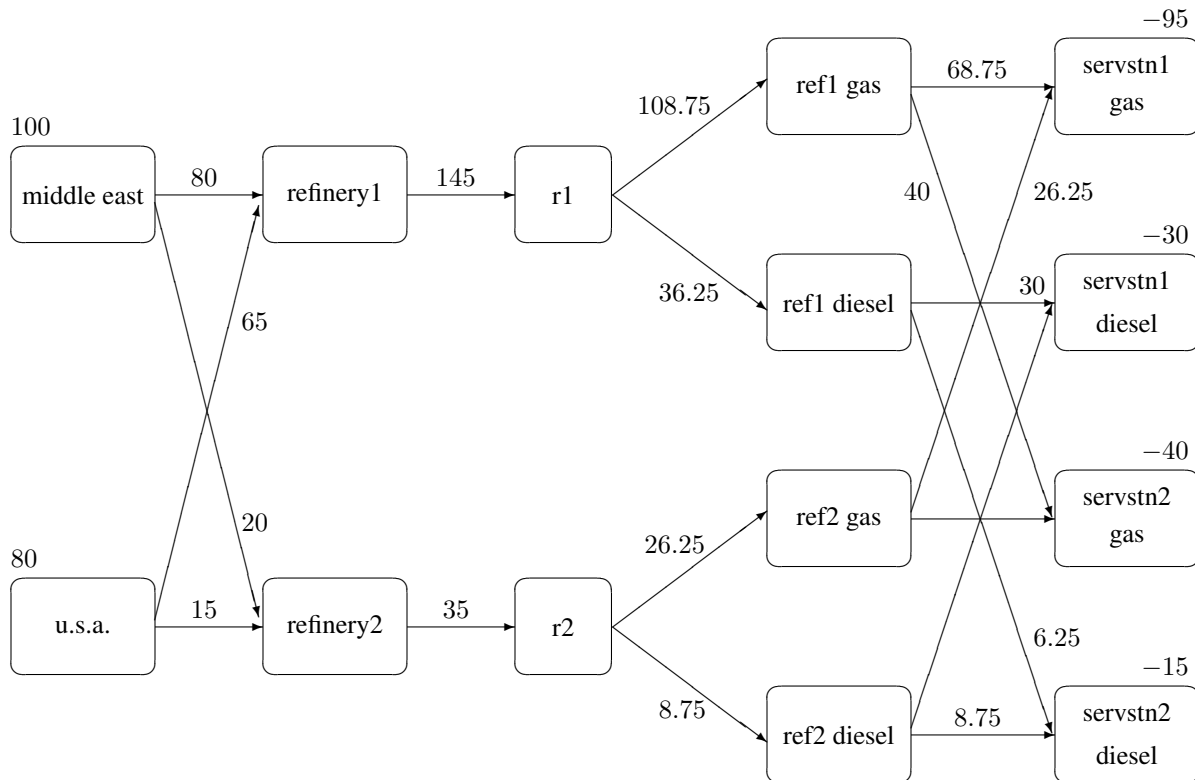 −95
108.75
ref1 gas
68.75
servstn1
gas
100
middle east
80
refinery1
145
r1
40
26.25
−30
36.25
ref1 diesel
30
servstn1
diesel
65
20
−40
26.25
ref2 gas
servstn2
gas
80
u.s.a.
15
refinery2
35
r2
6.25
−15
8.75
ref2 diesel
8.75
servstn2
diesel